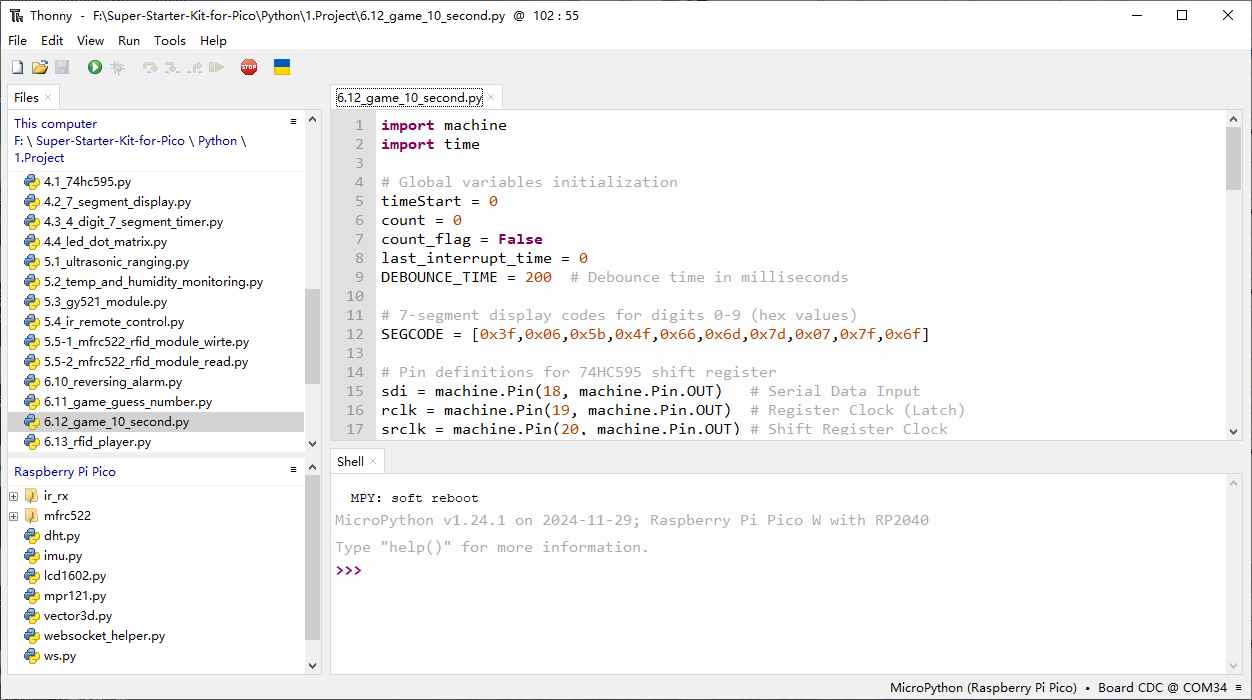 Thonny - F:\Super-Starter-Kit-for-Pico\Python\1.Project\6.12_game_10_second.py @ 102 : 55
File Edit View Run Tools Help
STOP
Files ×
This computer
F: \ Super-Starter-Kit-for-Pico \ Python \
1.Project
4.1_74hc595.py
4.2_7_segment_display.py
4.3_4_digit_7_segment_timer.py
4.4_led_dot_matrix.py
5.1_ultrasonic_ranging.py
5.2_temp_and_humidity_monitoring.py
5.3_gy521_module.py
5.4_ir_remote_control.py
5.5-1_mfrc522_rfid_module_wirte.py
5.5-2_mfrc522_rfid_module_read.py
6.10_reversing_alarm.py
6.11_game_guess_number.py
6.12_game_10_second.py
6.13_rfid_player.py
Raspberry Pi Pico
ir_rx
mfrc522
dht.py
imu.py
lcd1602.py
mpr121.py
vector3d.py
websocket_helper.py
ws.py
6.12_game_10_second.py ×
1 import machine
2 import time
3
4 # Global variables initialization
5 timeStart = 0
6 count = 0
7 count_flag = False
8 last_interrupt_time = 0
9 DEBOUNCE_TIME = 200  # Debounce time in milliseconds
10
11 # 7-segment display codes for digits 0-9 (hex values)
12 SEGCODE = [0x3f,0x06,0x5b,0x4f,0x66,0x6d,0x7d,0x07,0x7f,0x6f]
13
14 # Pin definitions for 74HC595 shift register
15 sdi = machine.Pin(18, machine.Pin.OUT)   # Serial Data Input
16 rclk = machine.Pin(19, machine.Pin.OUT)  # Register Clock (Latch)
17 srclk = machine.Pin(20, machine.Pin.OUT) # Shift Register Clock
Shell ×
MPY: soft reboot
MicroPython v1.24.1 on 2024-11-29; Raspberry Pi Pico W with RP2040
Type "help()" for more information.
>>>
MicroPython (Raspberry Pi Pico) • Board CDC @ COM34 ≡